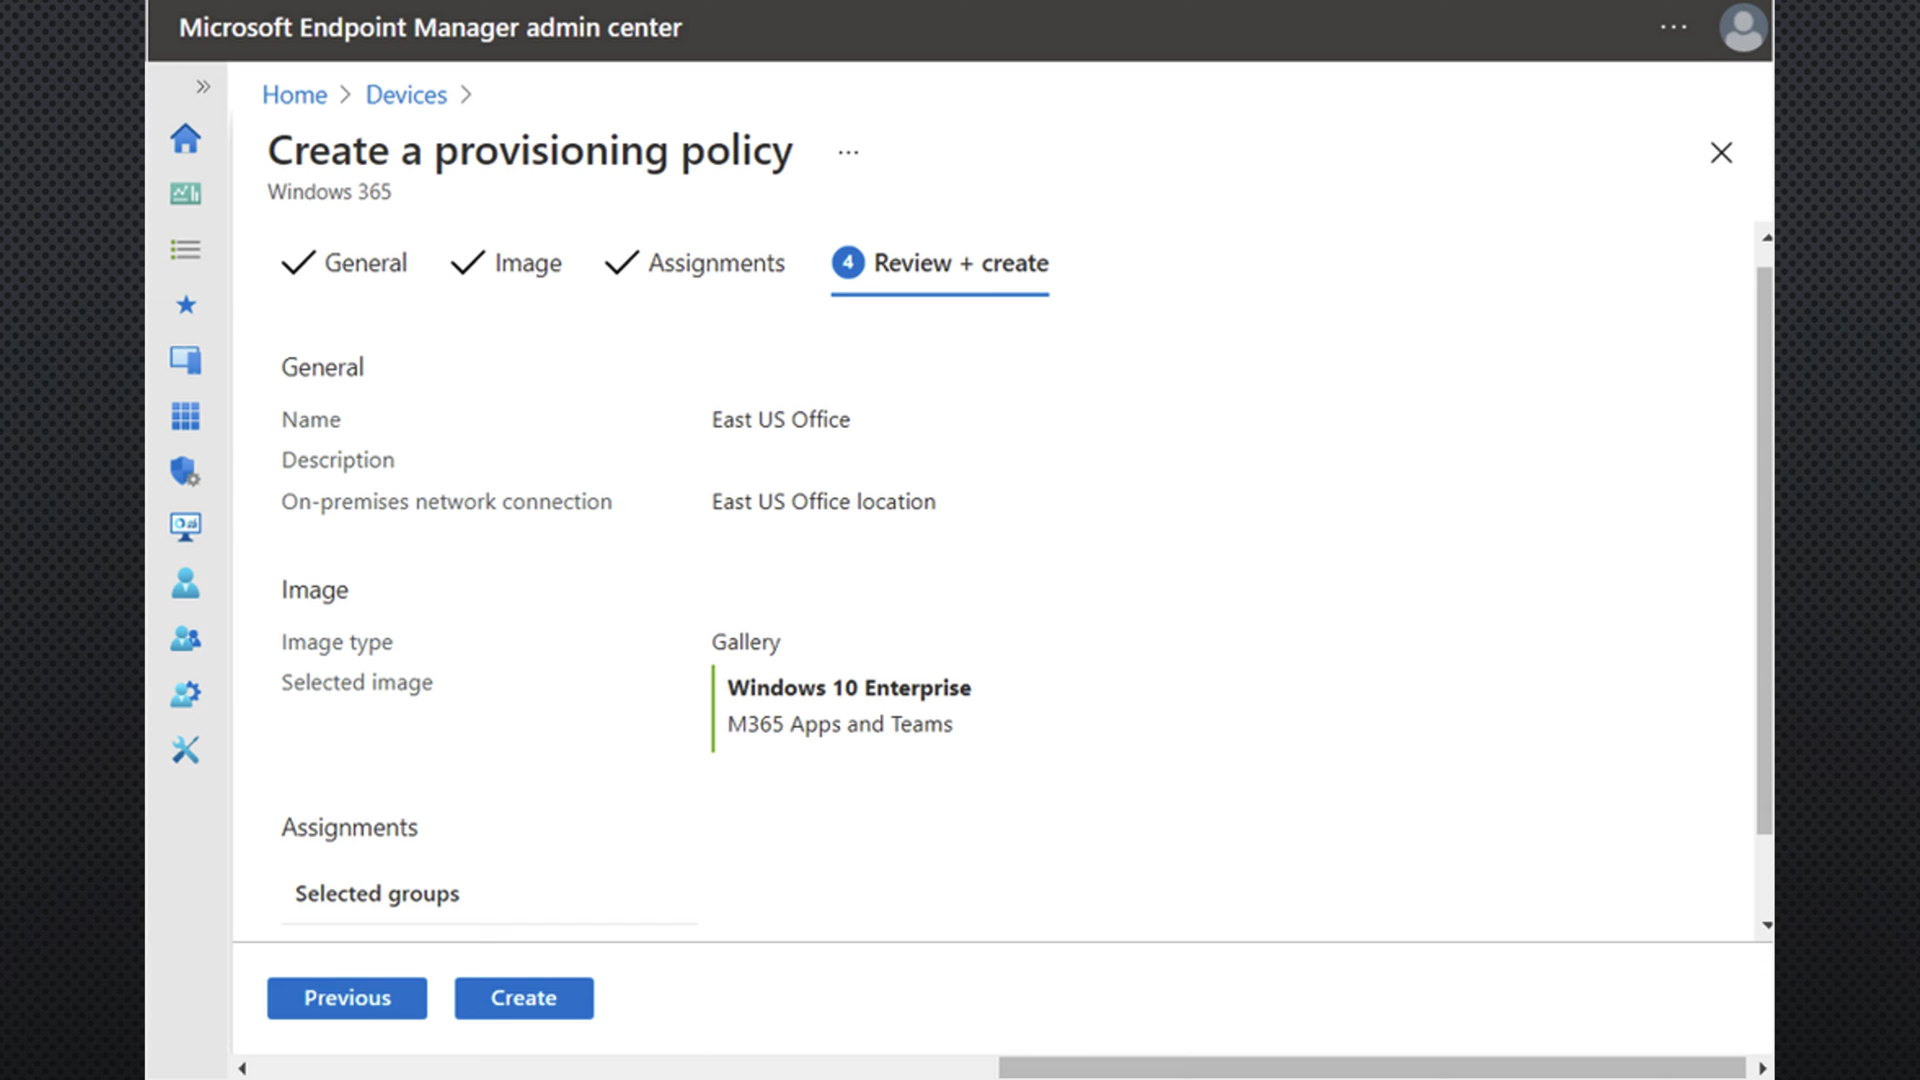 Microsoft Endpoint Manager admin center
Home > Devices >
Create a provisioning policy ...
Windows 365
General Image Assignments 4 Review + create
General
Name East US Office
Description
On-premises network connection East US Office location
Image
Image type Gallery
Selected image Windows 10 Enterprise
M365 Apps and Teams
Assignments
Selected groups
Previous Create